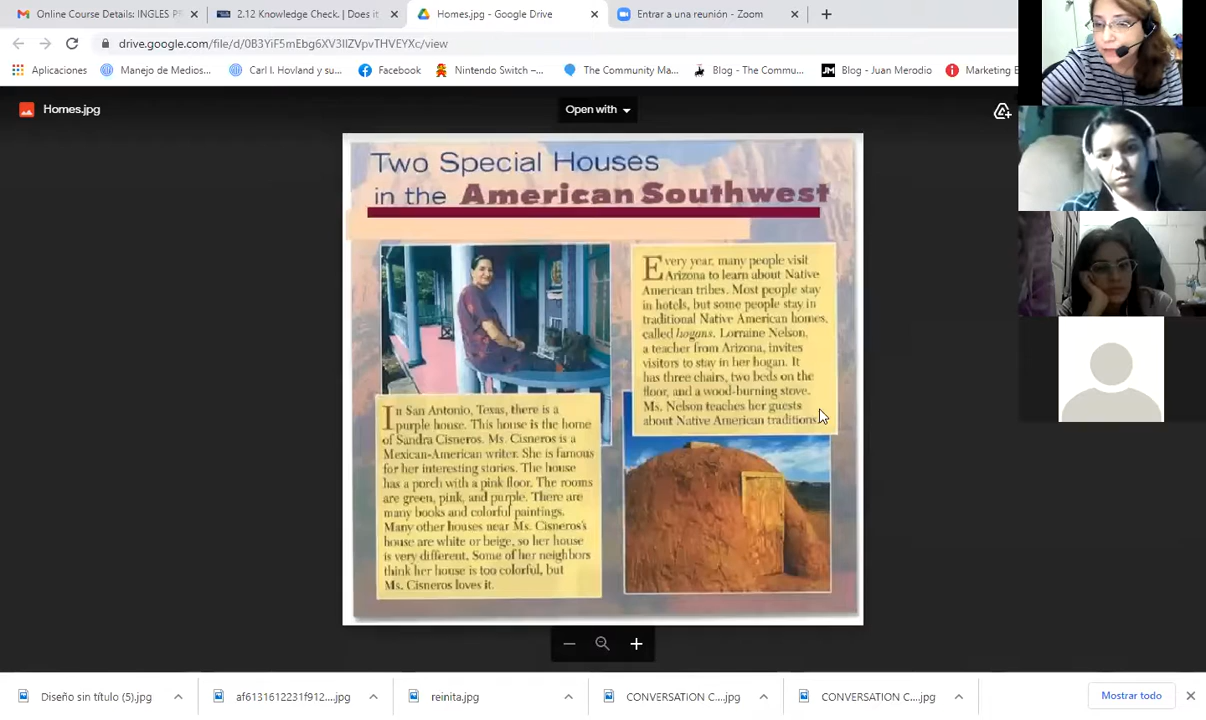 Online Course Details: INGLES PR
2.12 Knowledge Check. | Does it
Homes.jpg - Google Drive
Entrar a una reunión - Zoom
drive.google.com/file/d/0B3YiF5mEbg6XV3lIZVpvTHVEYXc/view
Aplicaciones
Manejo de Medios...
Carl I. Hovland y su...
Facebook
Nintendo Switch –...
The Community Ma...
Blog - The Commu...
Blog - Juan Merodio
Marketing E
Homes.jpg
Open with
Two Special Houses
in the American Southwest
Every year, many people visit
Arizona to learn about Native
American tribes. Most people stay
in hotels, but some people stay in
traditional Native American homes,
called hogans. Lorraine Nelson,
a teacher from Arizona, invites
visitors to stay in her hogan. It
has three chairs, two beds on the
floor, and a wood-burning stove.
Ms. Nelson teaches her guests
about Native American traditions.
In San Antonio, Texas, there is a
purple house. This house is the home
of Sandra Cisneros. Ms. Cisneros is a
Mexican-American writer. She is famous
for her interesting stories. The house
has a porch with a pink floor. The rooms
are green, pink, and purple. There are
many books and colorful paintings.
Many other houses near Ms. Cisneros's
house are white or beige, so her house
is very different. Some of her neighbors
think her house is too colorful, but
Ms. Cisneros loves it.
Diseño sin título (5).jpg
af6131612231f912....jpg
reinita.jpg
CONVERSATION C....jpg
CONVERSATION C....jpg
Mostrar todo